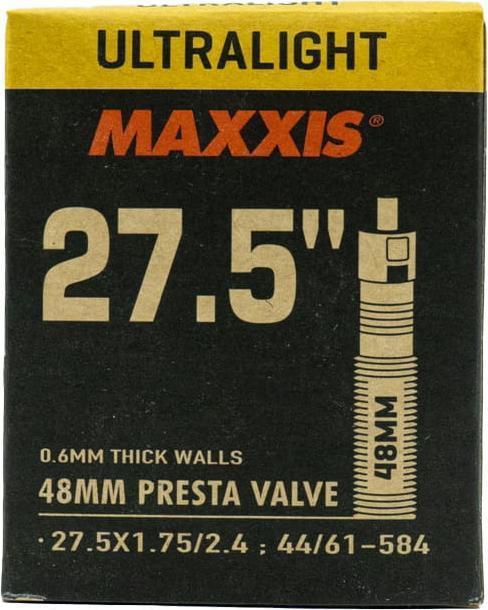 ULTRALIGHT
ULTRALIGHT
MAXXIS®
27.5"
48MM
0.6MM THICK WALLS
48MM PRESTA VALVE
·27.5X1.75/2.4 ; 44/61-584